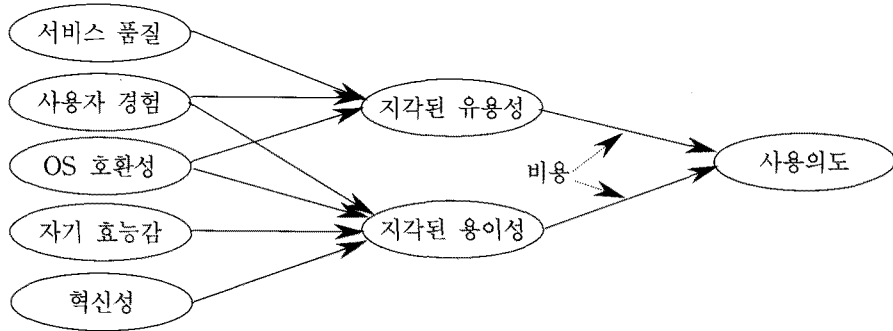 서비스 품질
사용자 경험
OS 호환성
자기 효능감
혁신성
지각된 유용성
지각된 용이성
비용
사용의도